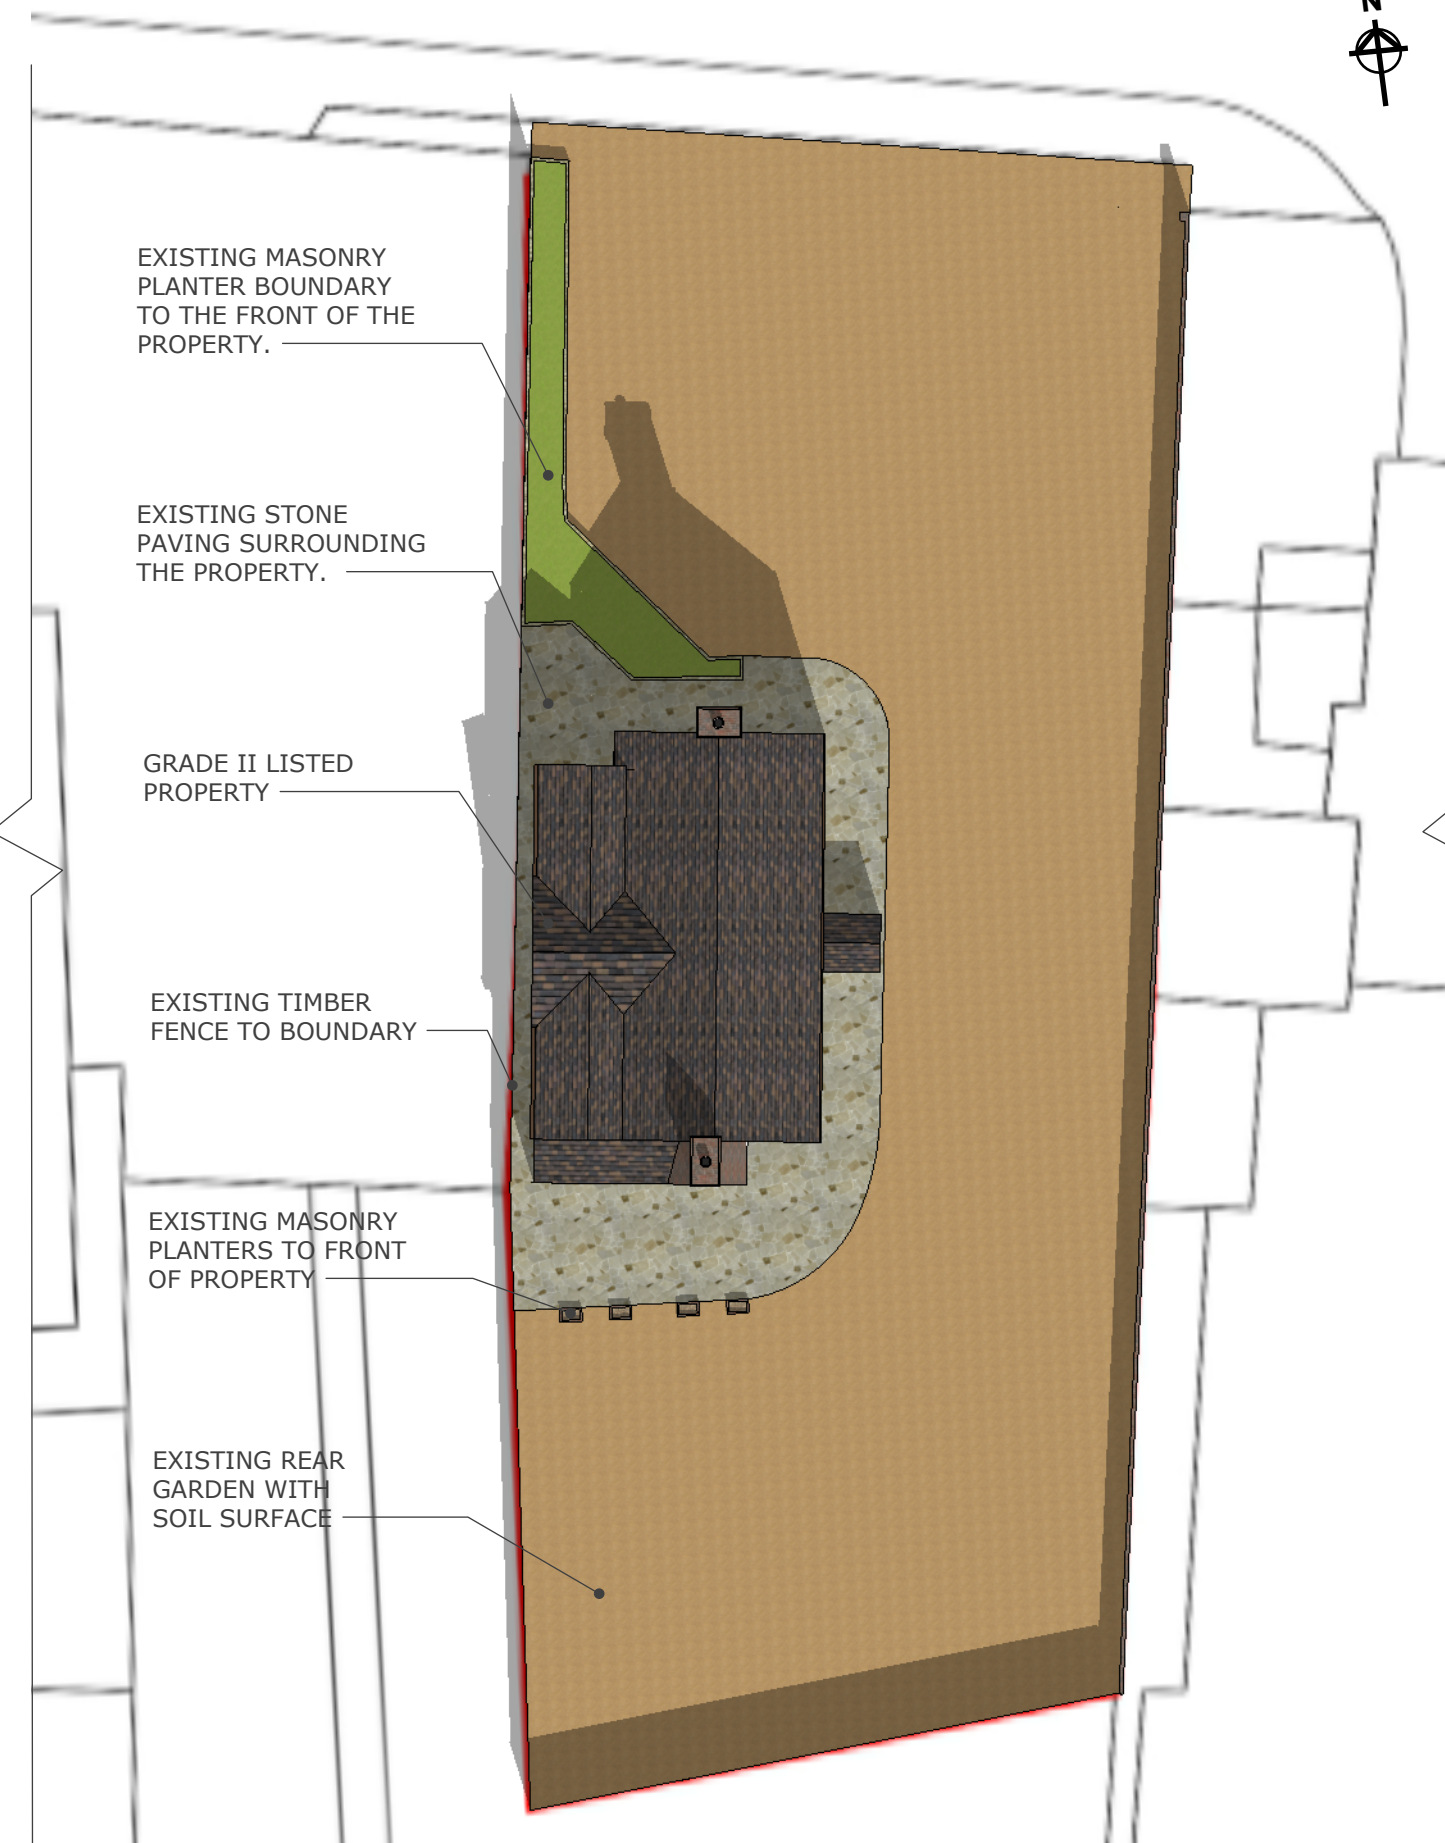 N
EXISTING MASONRY
PLANTER BOUNDARY
TO THE FRONT OF THE
PROPERTY.
EXISTING STONE
PAVING SURROUNDING
THE PROPERTY.
GRADE II LISTED
PROPERTY
EXISTING TIMBER
FENCE TO BOUNDARY
EXISTING MASONRY
PLANTERS TO FRONT
OF PROPERTY
EXISTING REAR
GARDEN WITH
SOIL SURFACE